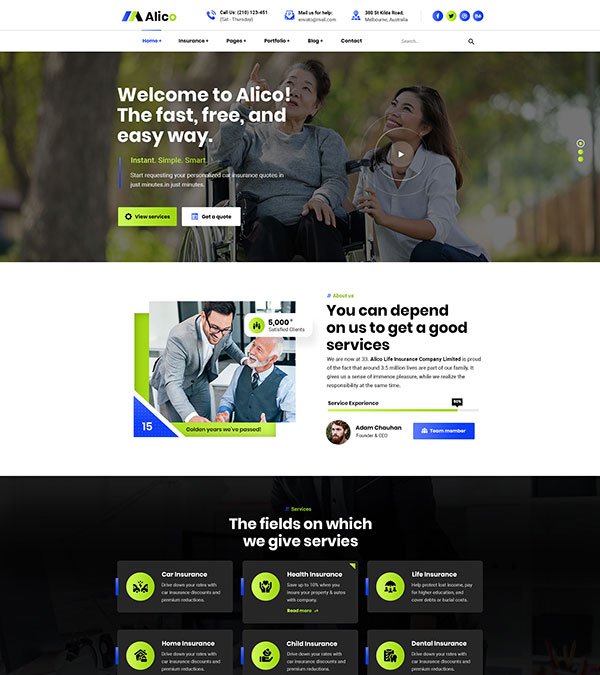 Alico
Call Us: (210) 123-451
(Sat - Thursday)
Mail us for help:
envato@mail.com
380 St Kilda Road,
Melbourne, Australia
Home +
Insurance +
Pages +
Portfolio +
Blog +
Contact
Search...
Welcome to Alico!
The fast, free, and
easy way.
Instant. Simple. Smart.
Start requesting your personalized car insurance quotes in
just minutes.in just minutes.
View services
Get a quote
5,000+
Satisfied Clients
15
Golden years we've passed!
About us
You can depend
on us to get a good
services
We are now at 33. Alico Life Insurance Company Limited is proud
of the fact that around 3.5 million lives are part of our family. It
gives us a sense of immense pleasure, while we realize the
responsibility at the same time.
Service Experience
Adam Chauhan
Founder & CEO
Team member
Services
The fields on which
we give servies
Car Insurance
Drive down your rates with
car insurance discounts and
premium reductions.
Health Insurance
Save up to 10% when you
insure your property & autos
with company.
Read more
Life Insurance
Help protect lost income, pay
for higher education, and
cover debts or burial costs.
Home Insurance
Drive down your rates with
car insurance discounts and
premium reductions.
Child Insurance
Drive down your rates with
car insurance discounts and
premium reductions.
Dental Insurance
Drive down your rates with
car insurance discounts and
premium reductions.